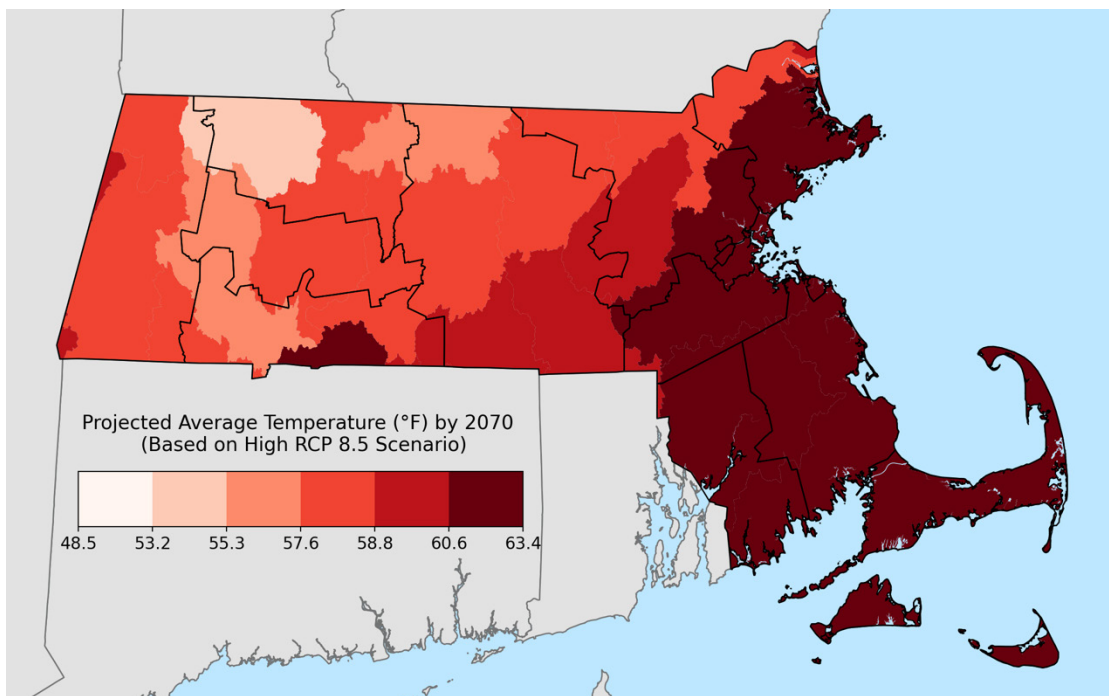 Projected Average Temperature (°F) by 2070
(Based on High RCP 8.5 Scenario)
48.5 53.2 55.3 57.6 58.8 60.6 63.4